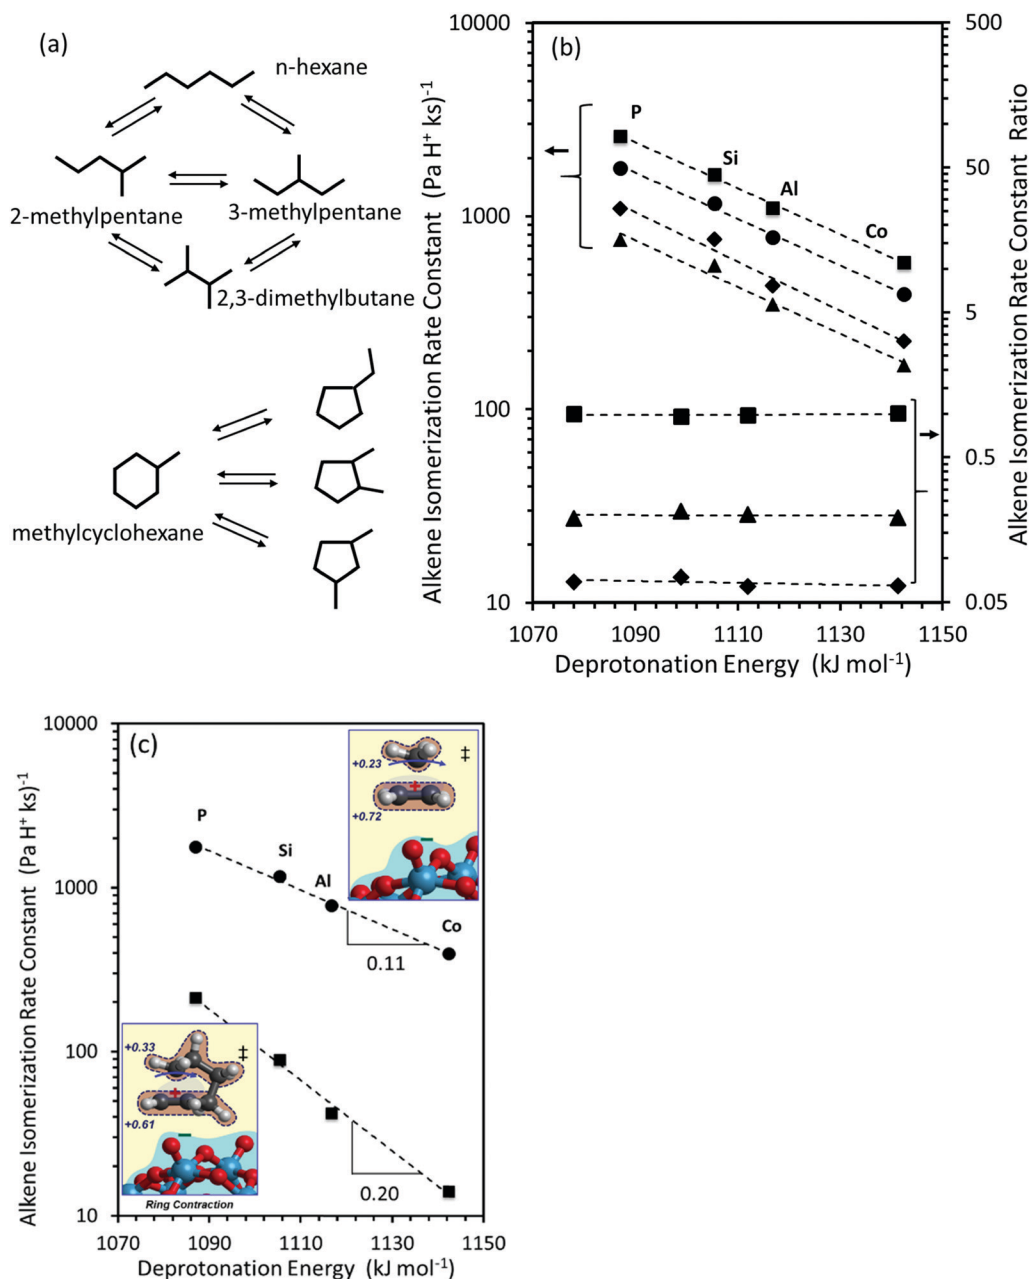 (a)
n-hexane
2-methylpentane
3-methylpentane
2,3-dimethylbutane
methylcyclohexane
(b)
Alkene Isomerization Rate Constant (Pa H⁺ ks)⁻¹
10000
1000
100
10
P
Si
Al
Co
500
50
5
0.5
0.05
Alkene Isomerization Rate Constant Ratio
1070 1090 1110 1130 1150
Deprotonation Energy (kJ mol⁻¹)
(c)
Alkene Isomerization Rate Constant (Pa H⁺ ks)⁻¹
10000
1000
100
10
P
Si
Al
Co
0.11
0.20
+0.23
‡
+
+0.72
−
+0.33
‡
+
+0.61
−
Ring Contraction
1070 1090 1110 1130 1150
Deprotonation Energy (kJ mol⁻¹)